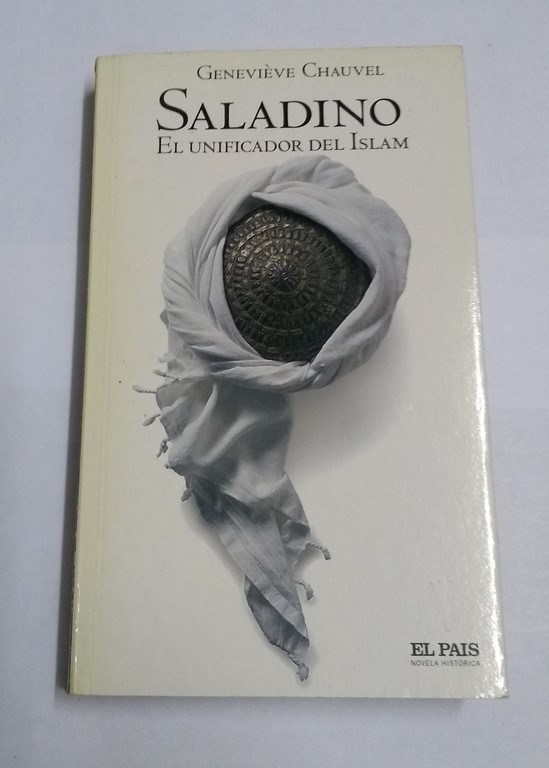 Geneviève Chauvel
Saladino
El unificador del Islam
EL PAIS
NOVELA HISTÓRICA